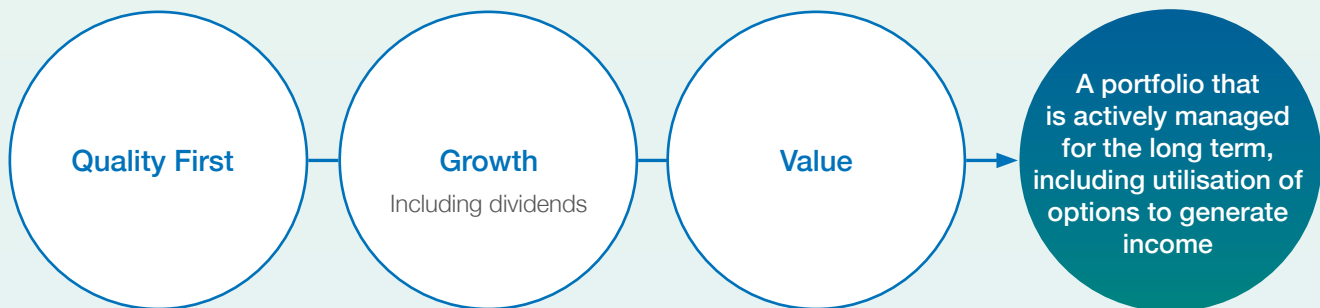 Quality First
Growth
Including dividends
Value
A portfolio that
is actively managed
for the long term,
including utilisation of
options to generate
income